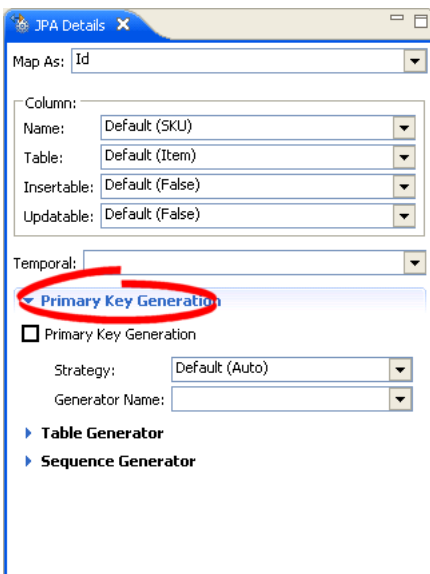 JPA Details
Map As: Id
Column:
Name: Default (SKU)
Table: Default (Item)
Insertable: Default (False)
Updatable: Default (False)
Temporal:
Primary Key Generation
Primary Key Generation
Strategy: Default (Auto)
Generator Name:
Table Generator
Sequence Generator